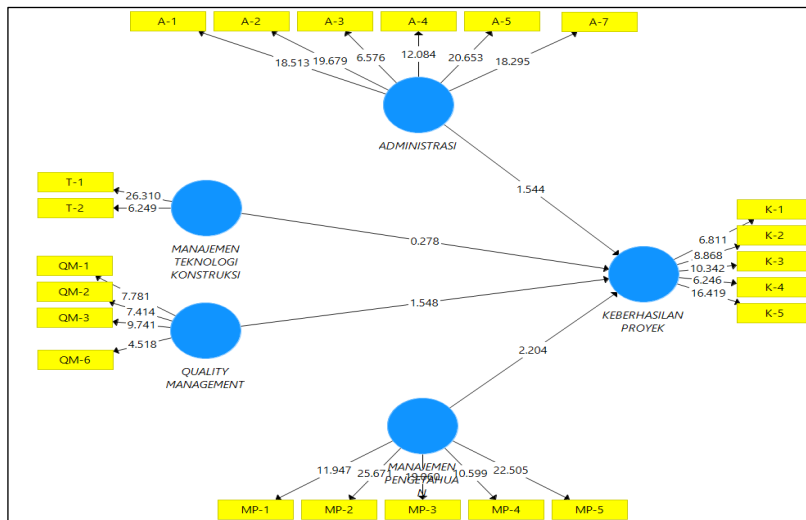 A-1
A-2
A-3
A-4
A-5
A-7
18.513
19.679
6.576
12.084
20.653
18.295
ADMINISTRASI
1.544
T-1
T-2
26.310
6.249
MANAJEMEN
TEKNOLOGI
KONSTRUKSI
0.278
QM-1
QM-2
QM-3
QM-6
7.781
7.414
9.741
4.518
QUALITY
MANAGEMENT
1.548
K-1
K-2
K-3
K-4
K-5
6.811
8.868
10.342
6.246
16.419
KEBERHASILAN
PROYEK
2.204
MANAJEMEN
PENGETAHUA
N
11.947
25.671
10.599
22.505
MP-1
MP-2
MP-3
MP-4
MP-5